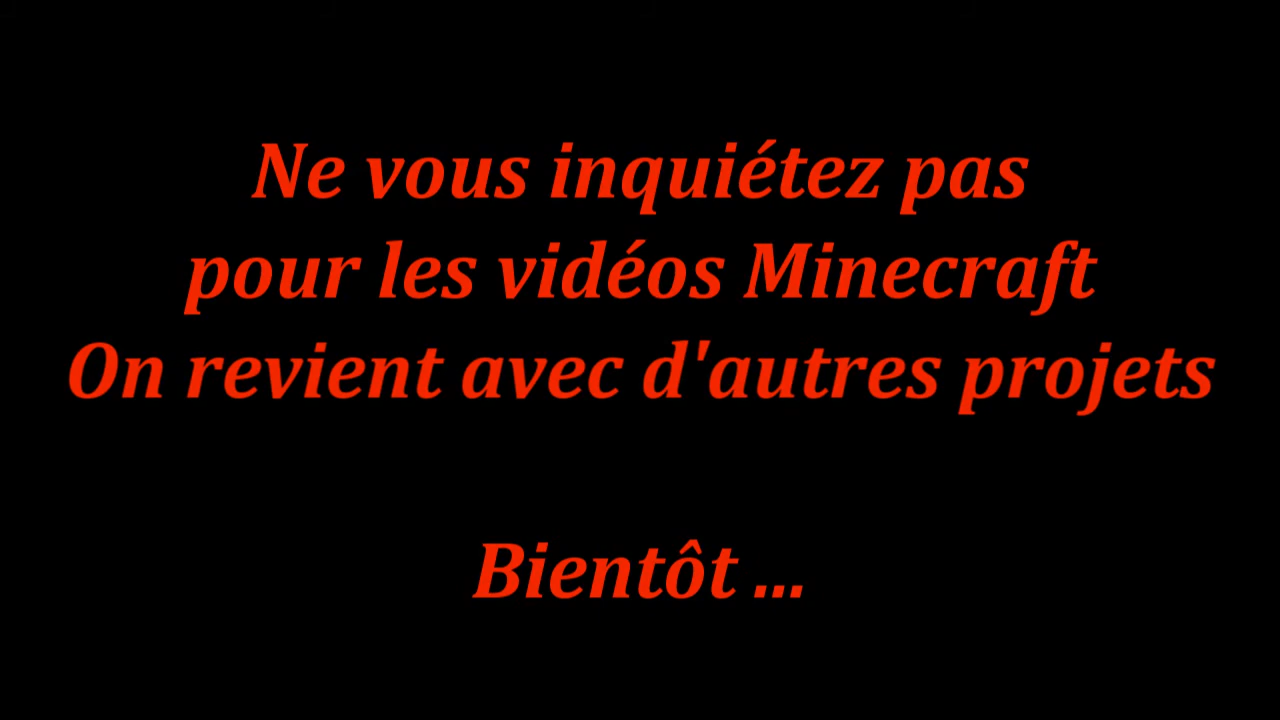 Ne vous inquiétez pas
pour les vidéos Minecraft
On revient avec d'autres projets
Bientôt ...